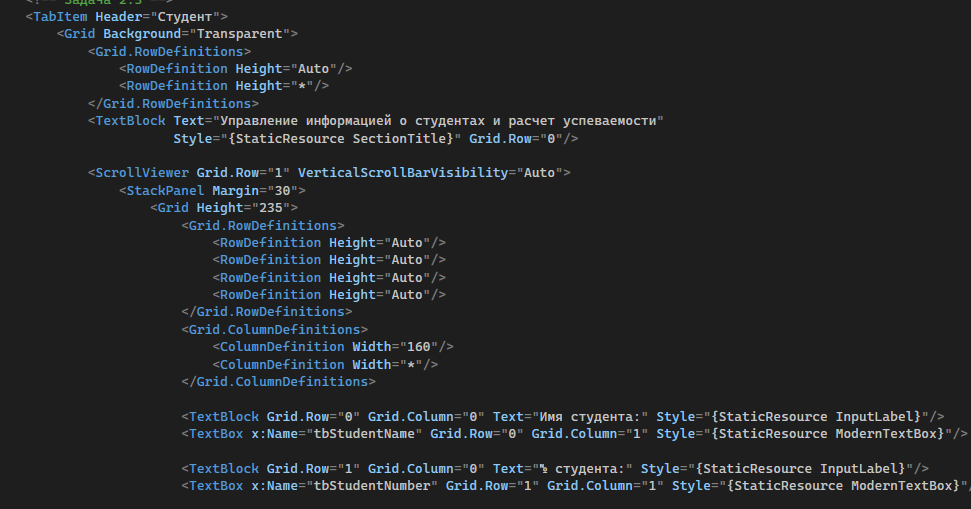 <!-- Задача 2.3 -->
<TabItem Header="Студент">
<Grid Background="Transparent">
<Grid.RowDefinitions>
<RowDefinition Height="Auto"/>
<RowDefinition Height="*"/>
</Grid.RowDefinitions>
<TextBlock Text="Управление информацией о студентах и расчет успеваемости"
Style="{StaticResource SectionTitle}" Grid.Row="0"/>
<ScrollViewer Grid.Row="1" VerticalScrollBarVisibility="Auto">
<StackPanel Margin="30">
<Grid Height="235">
<Grid.RowDefinitions>
<RowDefinition Height="Auto"/>
<RowDefinition Height="Auto"/>
<RowDefinition Height="Auto"/>
<RowDefinition Height="Auto"/>
</Grid.RowDefinitions>
<Grid.ColumnDefinitions>
<ColumnDefinition Width="160"/>
<ColumnDefinition Width="*"/>
</Grid.ColumnDefinitions>
<TextBlock Grid.Row="0" Grid.Column="0" Text="Имя студента:" Style="{StaticResource InputLabel}"/>
<TextBox x:Name="tbStudentName" Grid.Row="0" Grid.Column="1" Style="{StaticResource ModernTextBox}"/>
<TextBlock Grid.Row="1" Grid.Column="0" Text="№ студента:" Style="{StaticResource InputLabel}"/>
<TextBox x:Name="tbStudentNumber" Grid.Row="1" Grid.Column="1" Style="{StaticResource ModernTextBox}"/